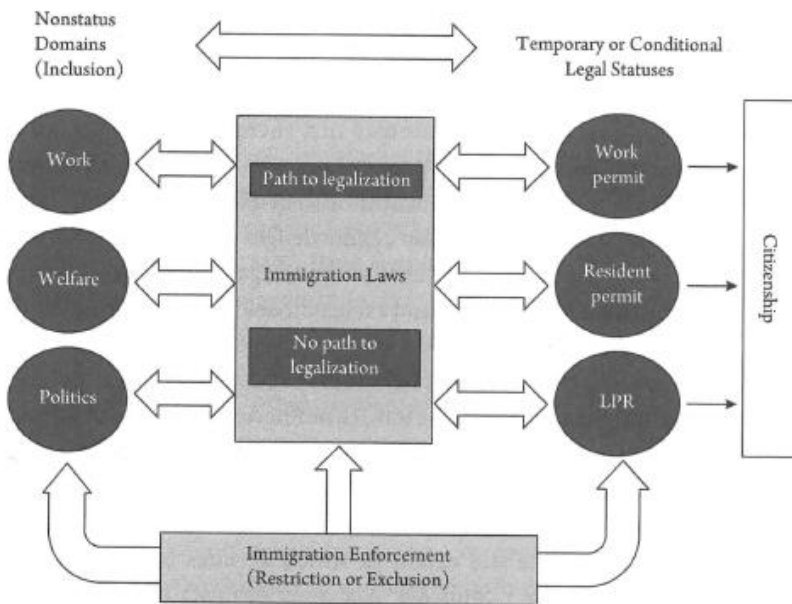 Nonstatus
Domains
(Inclusion)
Temporary or Conditional
Legal Statuses
Work
Path to legalization
Work
permit
Welfare
Immigration Laws
Resident
permit
Citizenship
Politics
No path to
legalization
LPR
Immigration Enforcement
(Restriction or Exclusion)